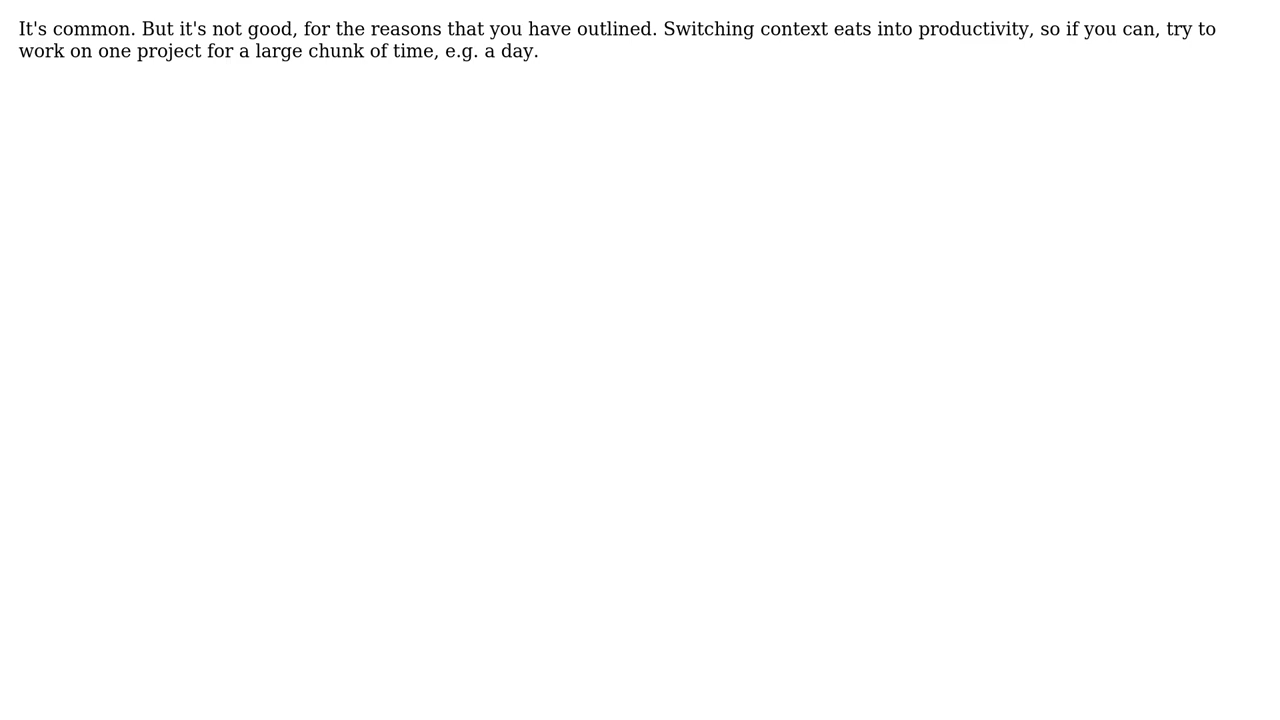 It's common. But it's not good, for the reasons that you have outlined. Switching context eats into productivity, so if you can, try to
work on one project for a large chunk of time, e.g. a day.